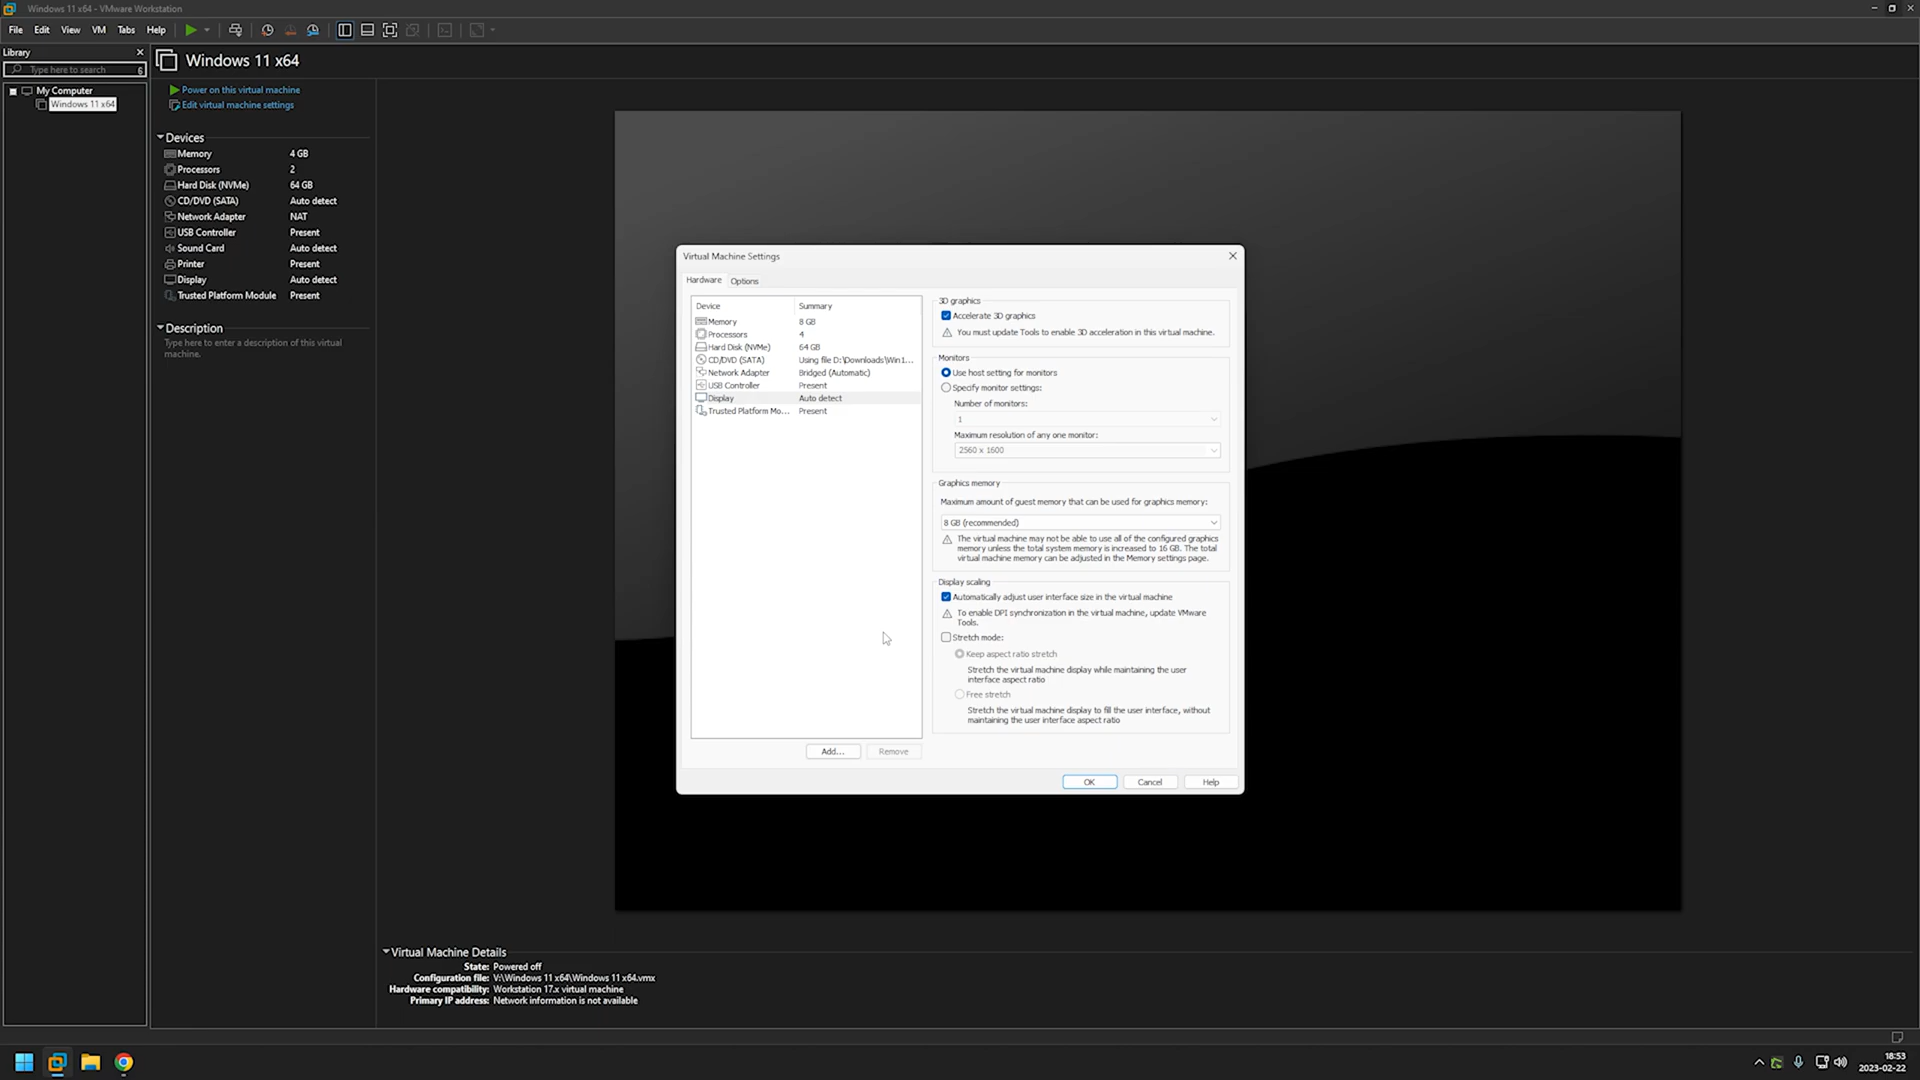 Windows 11 x64 - VMware Workstation
File Edit View VM Tabs Help
Library
Type here to search
My Computer
Windows 11 x64
Windows 11 x64
Power on this virtual machine
Edit virtual machine settings
Devices
Memory 4 GB
Processors 2
Hard Disk (NVMe) 64 GB
CD/DVD (SATA) Auto detect
Network Adapter NAT
USB Controller Present
Sound Card Auto detect
Printer Present
Display Auto detect
Trusted Platform Module Present
Description
Type here to enter a description of this virtual
machine.
Virtual Machine Settings
Hardware Options
Device Summary
Memory 8 GB
Processors 4
Hard Disk (NVMe) 64 GB
CD/DVD (SATA) Using file D:\Downloads\Win1...
Network Adapter Bridged (Automatic)
USB Controller Present
Display Auto detect
Trusted Platform Mo... Present
Add... Remove
3D graphics
Accelerate 3D graphics
You must update Tools to enable 3D acceleration in this virtual machine.
Monitors
Use host setting for monitors
Specify monitor settings:
Number of monitors:
1
Maximum resolution of any one monitor:
2560 x 1600
Graphics memory
Maximum amount of guest memory that can be used for graphics memory:
8 GB (recommended)
The virtual machine may not be able to use all of the configured graphics
memory unless the total system memory is increased to 16 GB. The total
virtual machine memory can be adjusted in the Memory settings page.
Display scaling
Automatically adjust user interface size in the virtual machine
To enable DPI synchronization in the virtual machine, update VMware
Tools.
Stretch mode:
Keep aspect ratio stretch
Stretch the virtual machine display while maintaining the user
interface aspect ratio
Free stretch
Stretch the virtual machine display to fill the user interface, without
maintaining the user interface aspect ratio
OK Cancel Help
Virtual Machine Details
State: Powered off
Configuration file: V:\Windows 11 x64\Windows 11 x64.vmx
Hardware compatibility: Workstation 17.x virtual machine
Primary IP address: Network information is not available
18:53
2023-02-22